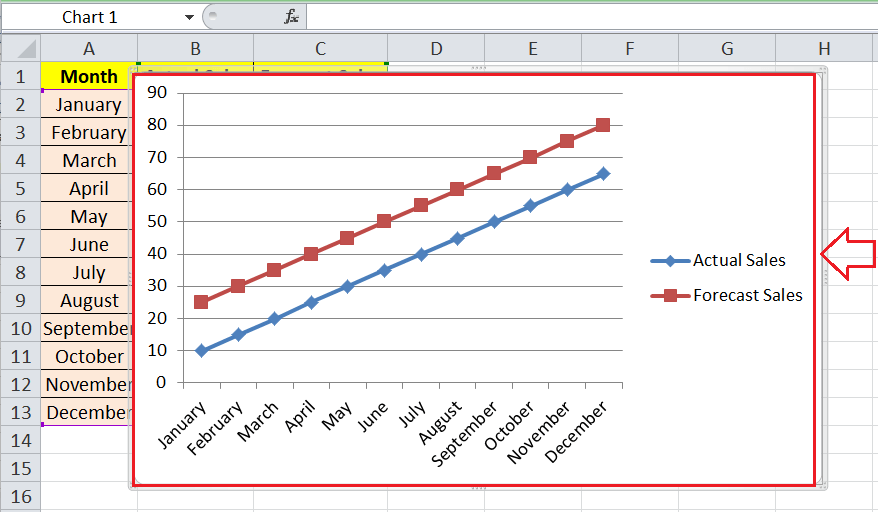 Chart 1
fx
A B C D E F G H
1 Month
2 January
3 February
4 March
5 April
6 May
7 June
8 July
9 August
10 September
11 October
12 November
13 December
14
15
16
90
80
70
60
50
40
30
20
10
0
January February March April May June July August September October November December
Actual Sales
Forecast Sales